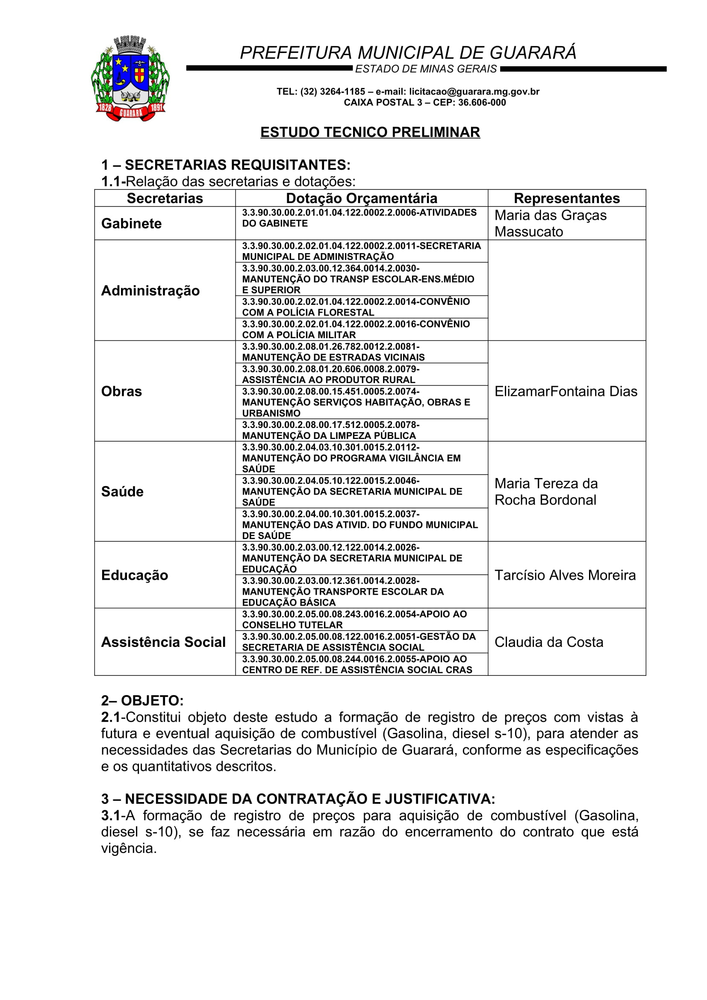 PREFEITURA MUNICIPAL DE GUARARÁ
ESTADO DE MINAS GERAIS
TEL: (32) 3264-1185 – e-mail: licitacao@guarara.mg.gov.br
CAIXA POSTAL 3 – CEP: 36.606-000
1828 GUARARÁ 1891
ESTUDO TECNICO PRELIMINAR
1 – SECRETARIAS REQUISITANTES:
1.1-Relação das secretarias e dotações:
Secretarias Dotação Orçamentária Representantes
Gabinete
3.3.90.30.00.2.01.01.04.122.0002.2.0006-ATIVIDADES
DO GABINETE
Maria das Graças
Massucato
Administração
3.3.90.30.00.2.02.01.04.122.0002.2.0011-SECRETARIA
MUNICIPAL DE ADMINISTRAÇÃO
3.3.90.30.00.2.03.00.12.364.0014.2.0030-
MANUTENÇÃO DO TRANSP ESCOLAR-ENS.MÉDIO
E SUPERIOR
3.3.90.30.00.2.02.01.04.122.0002.2.0014-CONVÊNIO
COM A POLÍCIA FLORESTAL
3.3.90.30.00.2.02.01.04.122.0002.2.0016-CONVÊNIO
COM A POLÍCIA MILITAR
Obras
3.3.90.30.00.2.08.01.26.782.0012.2.0081-
MANUTENÇÃO DE ESTRADAS VICINAIS
3.3.90.30.00.2.08.01.20.606.0008.2.0079-
ASSISTÊNCIA AO PRODUTOR RURAL
3.3.90.30.00.2.08.00.15.451.0005.2.0074-
MANUTENÇÃO SERVIÇOS HABITAÇÃO, OBRAS E
URBANISMO
3.3.90.30.00.2.08.00.17.512.0005.2.0078-
MANUTENÇÃO DA LIMPEZA PÚBLICA
ElizamarFontaina Dias
Saúde
3.3.90.30.00.2.04.03.10.301.0015.2.0112-
MANUTENÇÃO DO PROGRAMA VIGILÂNCIA EM
SAÚDE
3.3.90.30.00.2.04.05.10.122.0015.2.0046-
MANUTENÇÃO DA SECRETARIA MUNICIPAL DE
SAÚDE
3.3.90.30.00.2.04.00.10.301.0015.2.0037-
MANUTENÇÃO DAS ATIVID. DO FUNDO MUNICIPAL
DE SAÚDE
Maria Tereza da
Rocha Bordonal
Educação
3.3.90.30.00.2.03.00.12.122.0014.2.0026-
MANUTENÇÃO DA SECRETARIA MUNICIPAL DE
EDUCAÇÃO
3.3.90.30.00.2.03.00.12.361.0014.2.0028-
MANUTENÇÃO TRANSPORTE ESCOLAR DA
EDUCAÇÃO BÁSICA
Tarcísio Alves Moreira
Assistência Social
3.3.90.30.00.2.05.00.08.243.0016.2.0054-APOIO AO
CONSELHO TUTELAR
3.3.90.30.00.2.05.00.08.122.0016.2.0051-GESTÃO DA
SECRETARIA DE ASSISTÊNCIA SOCIAL
3.3.90.30.00.2.05.00.08.244.0016.2.0055-APOIO AO
CENTRO DE REF. DE ASSISTÊNCIA SOCIAL CRAS
Claudia da Costa
2– OBJETO:
2.1-Constitui objeto deste estudo a formação de registro de preços com vistas à
futura e eventual aquisição de combustível (Gasolina, diesel s-10), para atender as
necessidades das Secretarias do Município de Guarará, conforme as especificações
e os quantitativos descritos.
3 – NECESSIDADE DA CONTRATAÇÃO E JUSTIFICATIVA:
3.1-A formação de registro de preços para aquisição de combustível (Gasolina,
diesel s-10), se faz necessária em razão do encerramento do contrato que está
vigência.